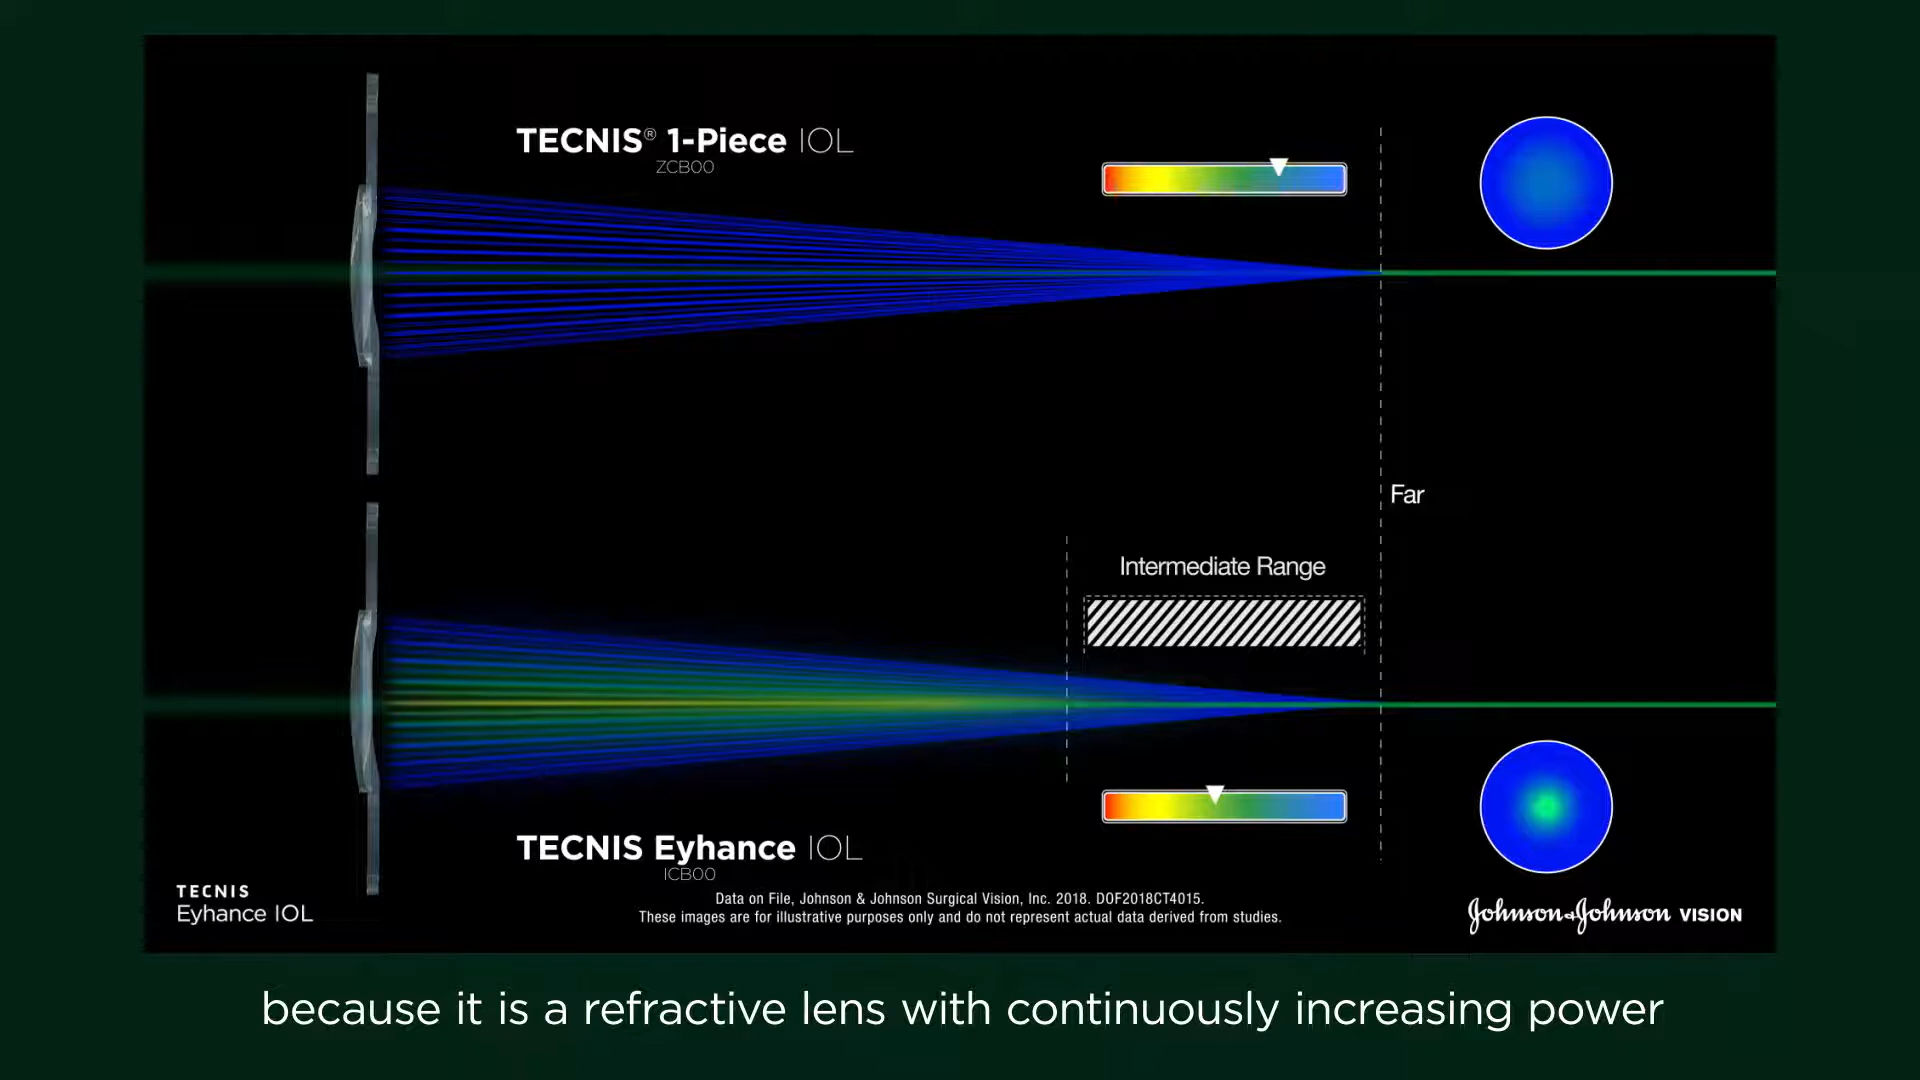 TECNIS® 1-Piece IOL
ZCB00
Far
Intermediate Range
TECNIS Eyhance IOL
ICB00
TECNIS
Eyhance IOL
Data on File, Johnson & Johnson Surgical Vision, Inc. 2018. DOF2018CT4015.
These images are for illustrative purposes only and do not represent actual data derived from studies.
Johnson & Johnson VISION
because it is a refractive lens with continuously increasing power